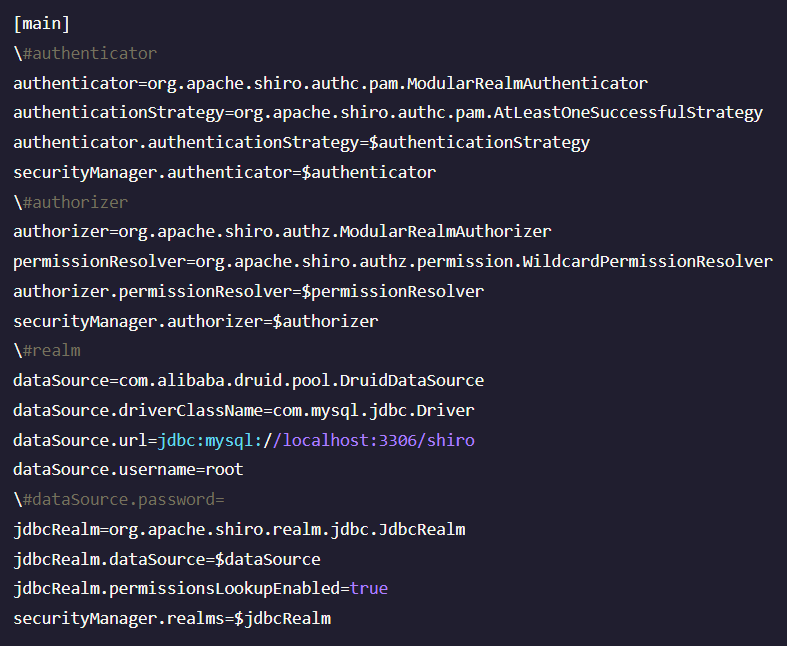 [main]
\#authenticator
authenticator=org.apache.shiro.authc.pam.ModularRealmAuthenticator
authenticationStrategy=org.apache.shiro.authc.pam.AtLeastOneSuccessfulStrategy
authenticator.authenticationStrategy=$authenticationStrategy
securityManager.authenticator=$authenticator
\#authorizer
authorizer=org.apache.shiro.authz.ModularRealmAuthorizer
permissionResolver=org.apache.shiro.authz.permission.WildcardPermissionResolver
authorizer.permissionResolver=$permissionResolver
securityManager.authorizer=$authorizer
\#realm
dataSource=com.alibaba.druid.pool.DruidDataSource
dataSource.driverClassName=com.mysql.jdbc.Driver
dataSource.url=jdbc:mysql://localhost:3306/shiro
dataSource.username=root
\#dataSource.password=
jdbcRealm=org.apache.shiro.realm.jdbc.JdbcRealm
jdbcRealm.dataSource=$dataSource
jdbcRealm.permissionsLookupEnabled=true
securityManager.realms=$jdbcRealm